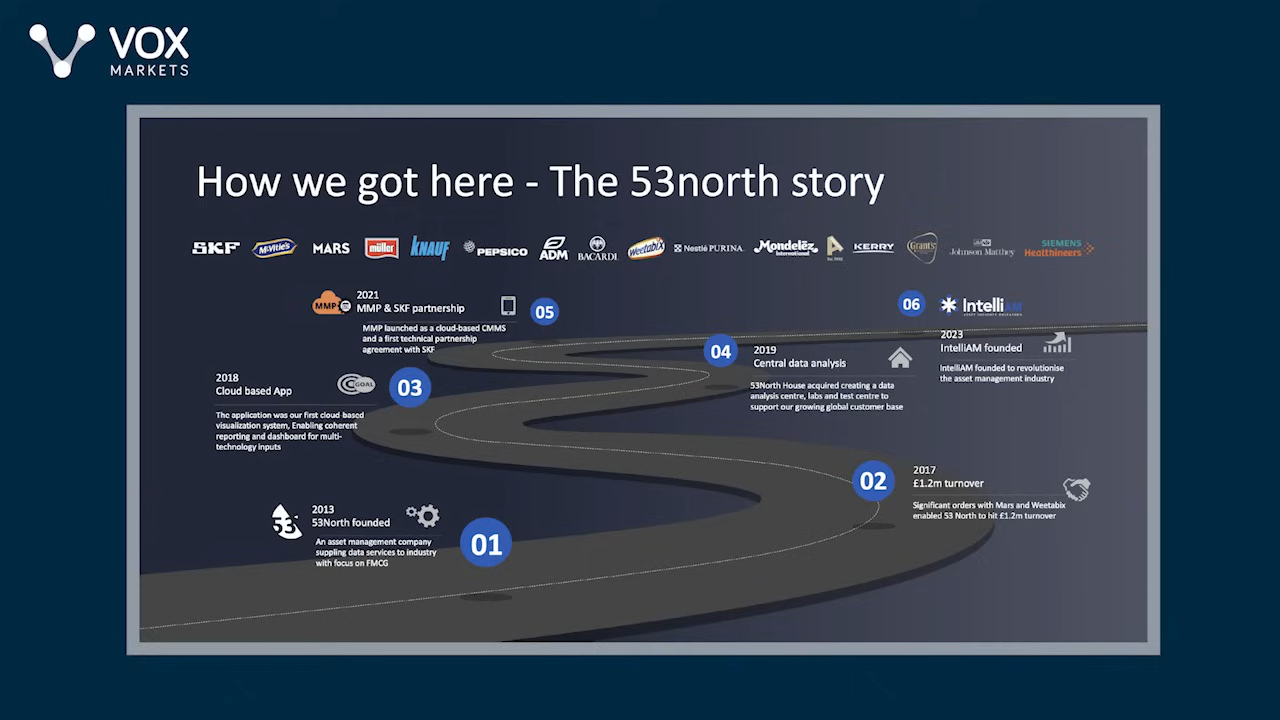 VOX
MARKETS
How we got here - The 53north story
SKF
McVitie's
MARS
müller
KNAUF
PEPSICO
ADM
BACARDI
Weetabix
Nestlé PURINA
Mondelēz
International
KERRY
Grant's
JM
Johnson Matthey
SIEMENS
Healthineers
MMP
2021
MMP & SKF partnership
05
MMP launched as a cloud-based CMMS
and a first technical partnership
agreement with SKF
06
IntelliAM
2023
IntelliAM founded
IntelliAM founded to revolutionise
the asset management industry
04
2019
Central data analysis
53North House acquired creating a data
analysis centre, labs and test centre to
support our growing global customer base
2018
Cloud based App
GOAL
03
The application was our first cloud based
visualization system, Enabling coherent
reporting and dashboard for multi-
technology inputs
02
2017
£1.2m turnover
Significant orders with Mars and Weetabix
enabled 53 North to hit £1.2m turnover
53
2013
53North founded
01
An asset management company
suppling data services to industry
with focus on FMCG